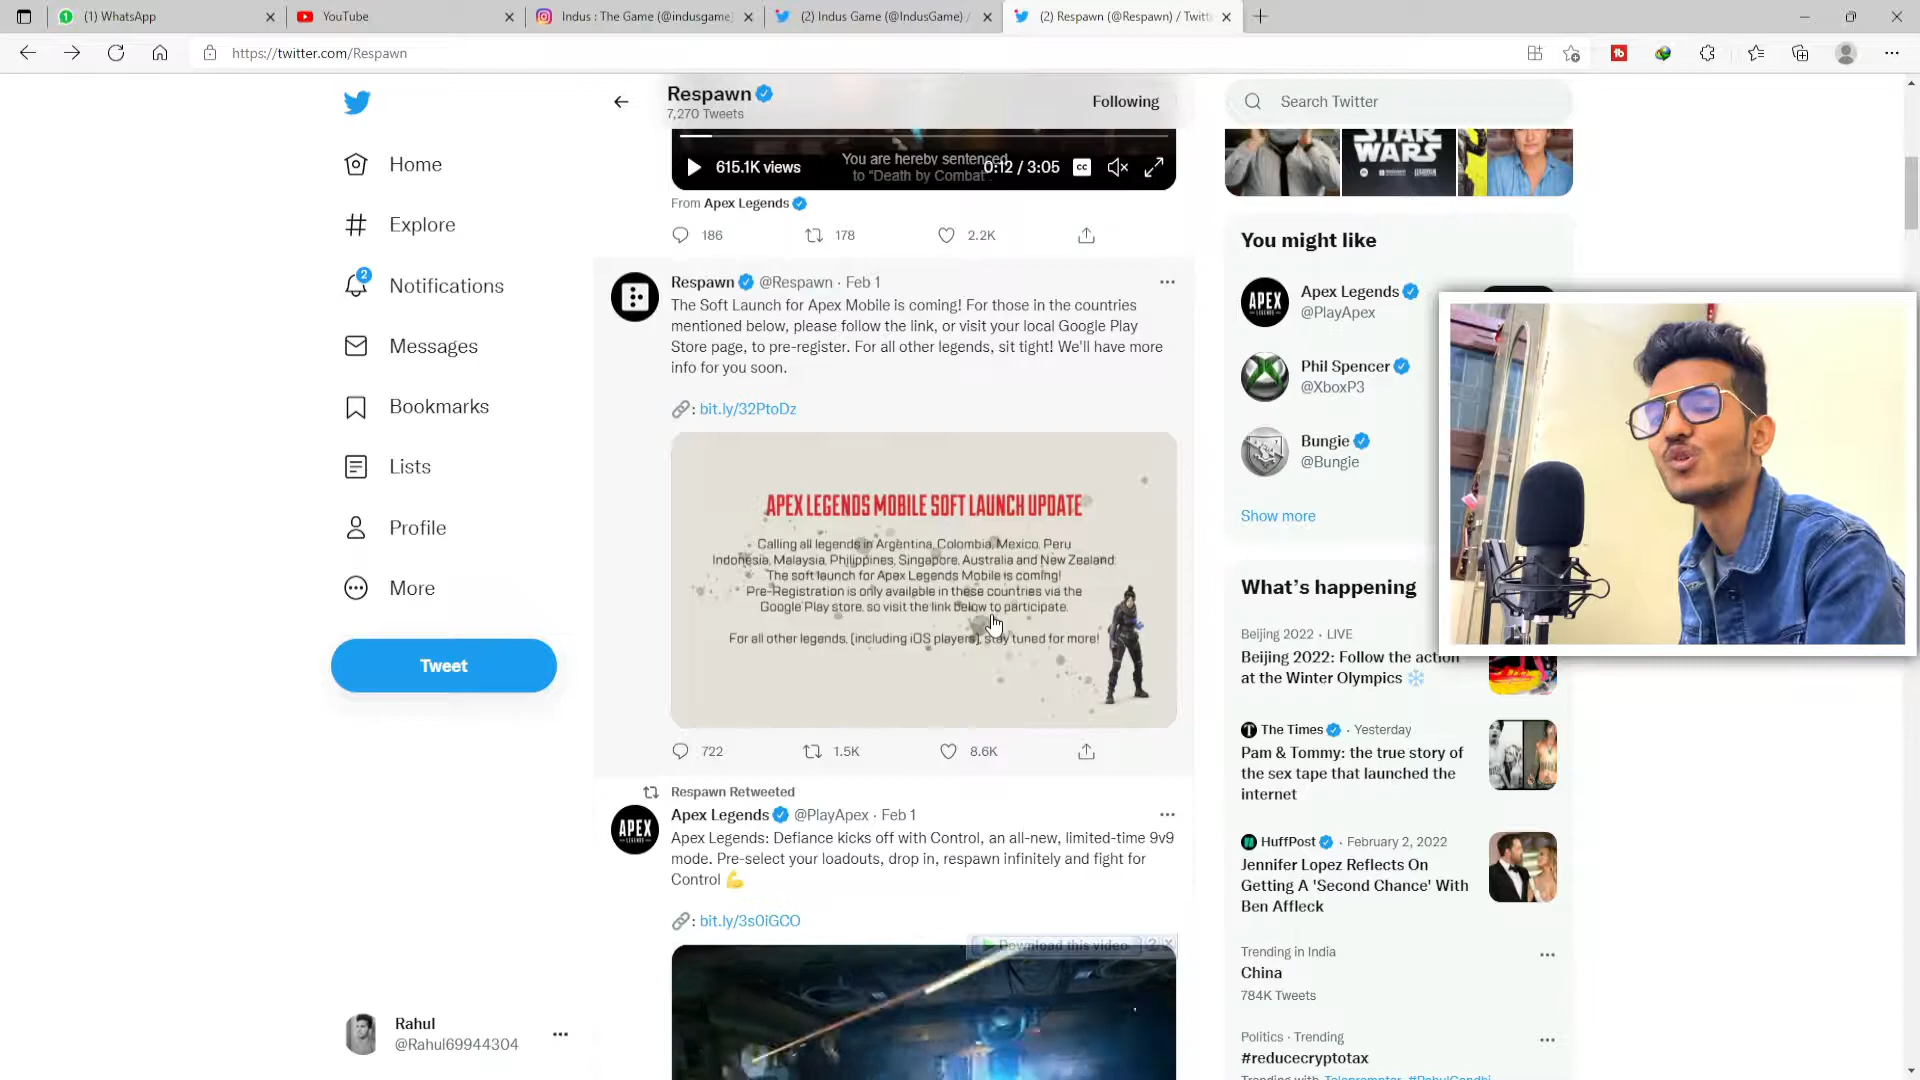 (1) WhatsApp
YouTube
Indus : The Game (@indusgame
(2) Indus Game (@IndusGame) /
(2) Respawn (@Respawn) / Twitt
https://twitter.com/Respawn
Respawn
7,270 Tweets
Following
Search Twitter
Home
Explore
2
Notifications
Messages
Bookmarks
Lists
Profile
More
Tweet
Rahul
@Rahul69944304
You are hereby sentenced
to "Death by Combat"
615.1K views
0:12 / 3:05
CC
From Apex Legends
186
178
2.2K
Respawn @Respawn · Feb 1
The Soft Launch for Apex Mobile is coming! For those in the countries
mentioned below, please follow the link, or visit your local Google Play
Store page, to pre-register. For all other legends, sit tight! We'll have more
info for you soon.
🔗: bit.ly/32PtoDz
APEX LEGENDS MOBILE SOFT LAUNCH UPDATE
Calling all legends in Argentina, Colombia, Mexico, Peru
Indonesia, Malaysia, Philippines, Singapore, Australia and New Zealand:
The soft launch for Apex Legends Mobile is coming!
Pre-Registration is only available in these countries via the
Google Play store, so visit the link below to participate.
For all other legends, (including iOS players), stay tuned for more!
722
1.5K
8.6K
Respawn Retweeted
Apex Legends @PlayApex · Feb 1
Apex Legends: Defiance kicks off with Control, an all-new, limited-time 9v9
mode. Pre-select your loadouts, drop in, respawn infinitely and fight for
Control 💪
🔗: bit.ly/3s0iGCO
Download this video
?
STAR
WARS
You might like
APEX
Apex Legends
@PlayApex
Phil Spencer
@XboxP3
Bungie
@Bungie
Show more
What's happening
Beijing 2022 · LIVE
Beijing 2022: Follow the action
at the Winter Olympics ❄️
The Times · Yesterday
Pam & Tommy: the true story of
the sex tape that launched the
internet
HuffPost · February 2, 2022
Jennifer Lopez Reflects On
Getting A 'Second Chance' With
Ben Affleck
Trending in India
China
784K Tweets
Politics · Trending
#reducecryptotax
Trending with Teleprompter, #RahulGandhi